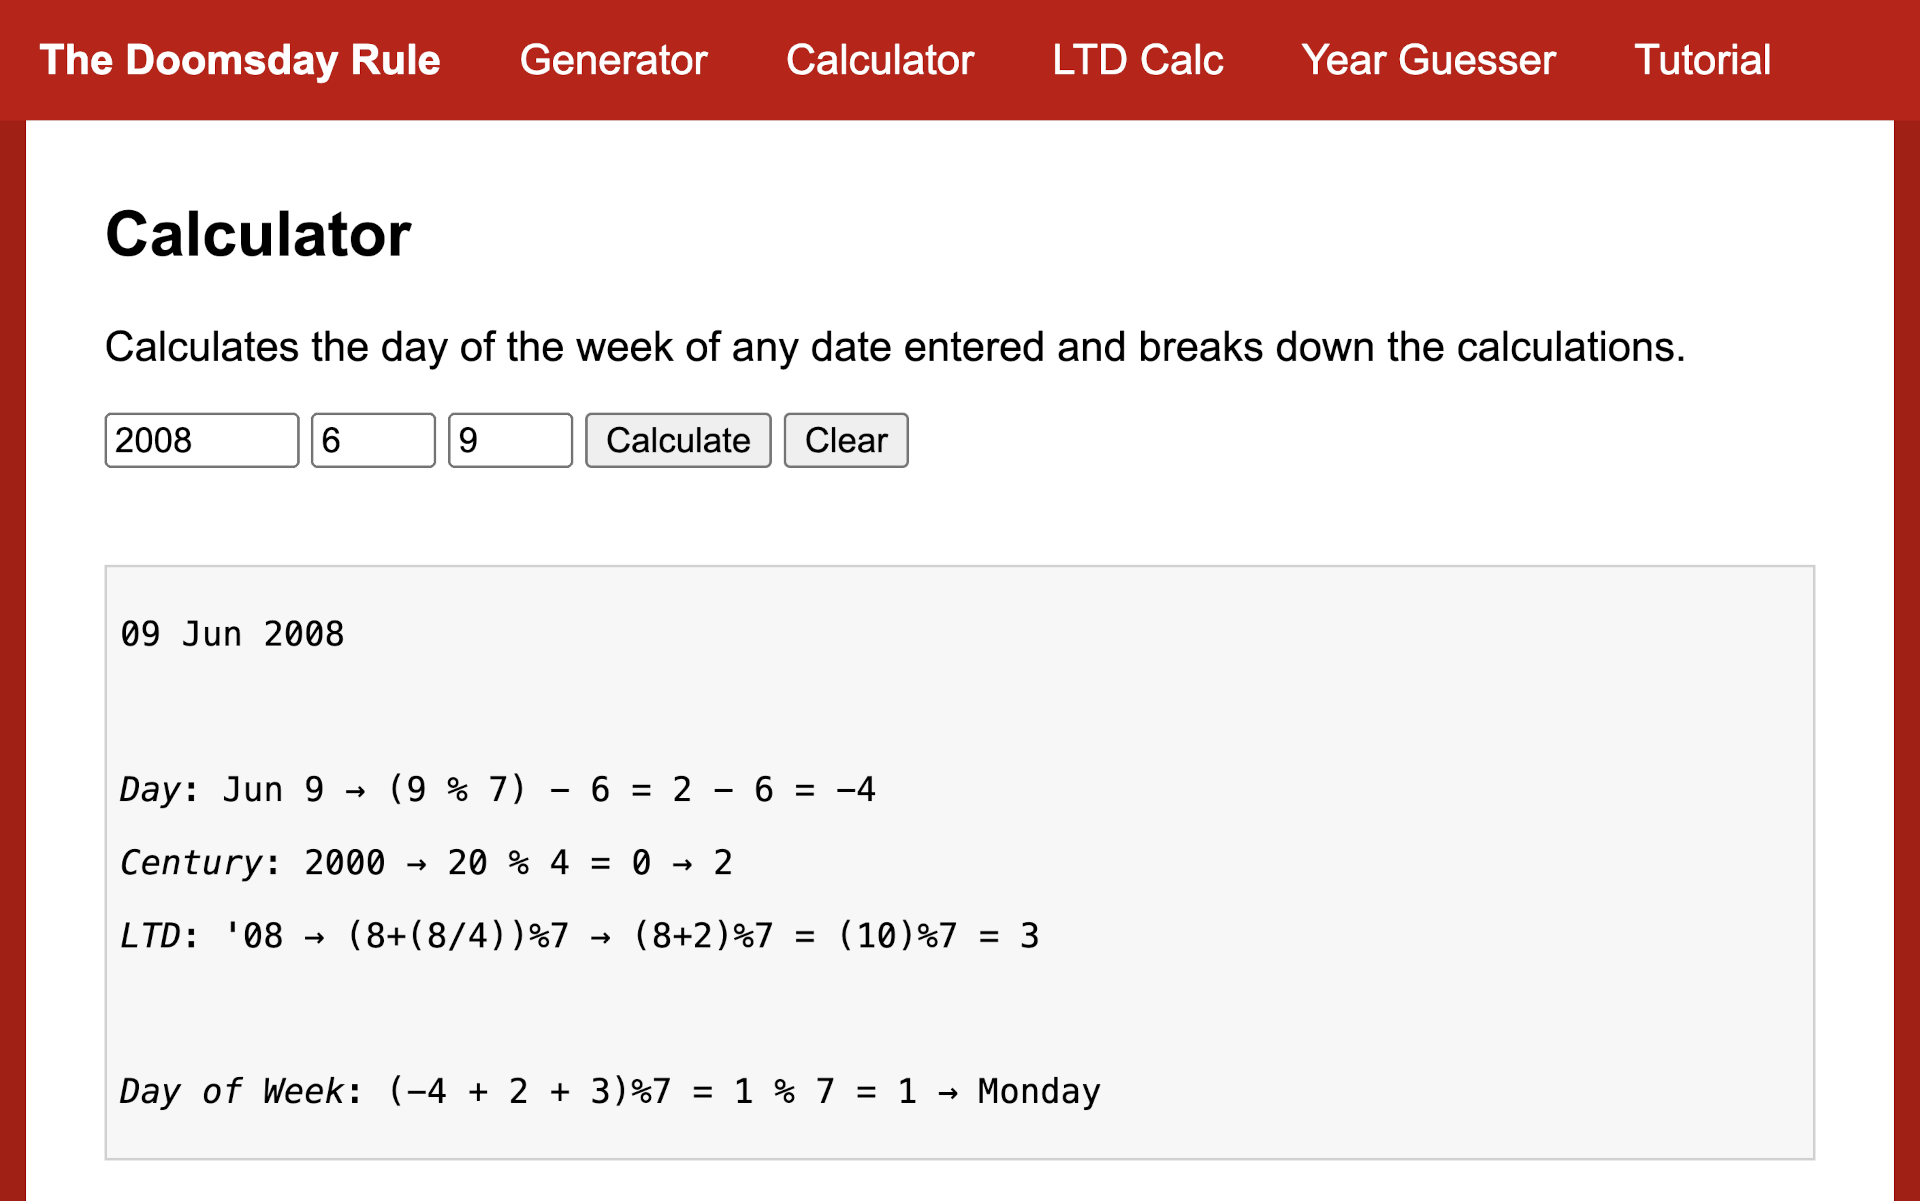 The Doomsday Rule Generator Calculator LTD Calc Year Guesser Tutorial
Calculator
Calculates the day of the week of any date entered and breaks down the calculations.
2008 6 9 Calculate Clear
09 Jun 2008
Day: Jun 9 → (9 % 7) − 6 = 2 − 6 = −4
Century: 2000 → 20 % 4 = 0 → 2
LTD: '08 → (8+(8/4))%7 → (8+2)%7 = (10)%7 = 3
Day of Week: (−4 + 2 + 3)%7 = 1 % 7 = 1 → Monday